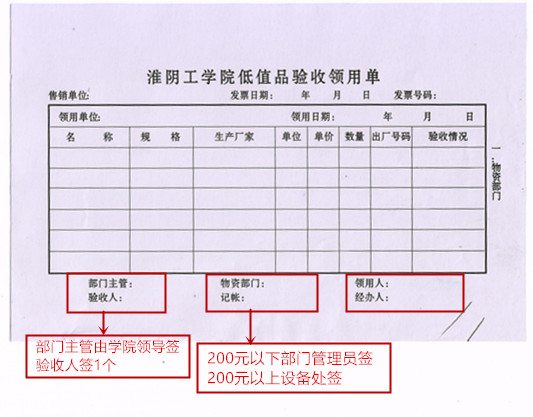 淮阴工学院低值品验收领用单
售销单位: 发票日期: 年 月 日 发票号码:
领用单位: 领用日期: 年 月 日
名 称 规 格 生产厂家 单位 单价 数量 出厂号码 验收情况
一:物资部门
部门主管: 物资部门: 领用人:
验收人: 记帐: 经办人:
部门主管由学院领导签
验收人签1个
200元以下部门管理员签
200元以上设备处签